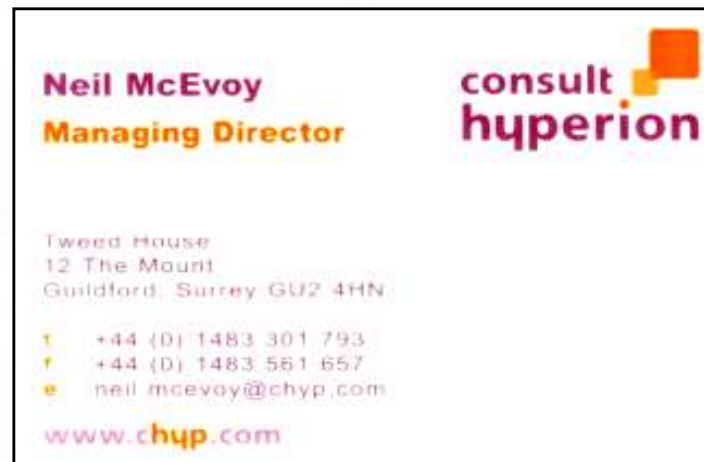 Neil McEvoy
Managing Director
consult
hyperion
Tweed House
12 The Mount
Guildford, Surrey GU2 4HN
t +44 (0) 1483 301 793
f +44 (0) 1483 561 657
e neil.mcevoy@chyp.com
www.chyp.com